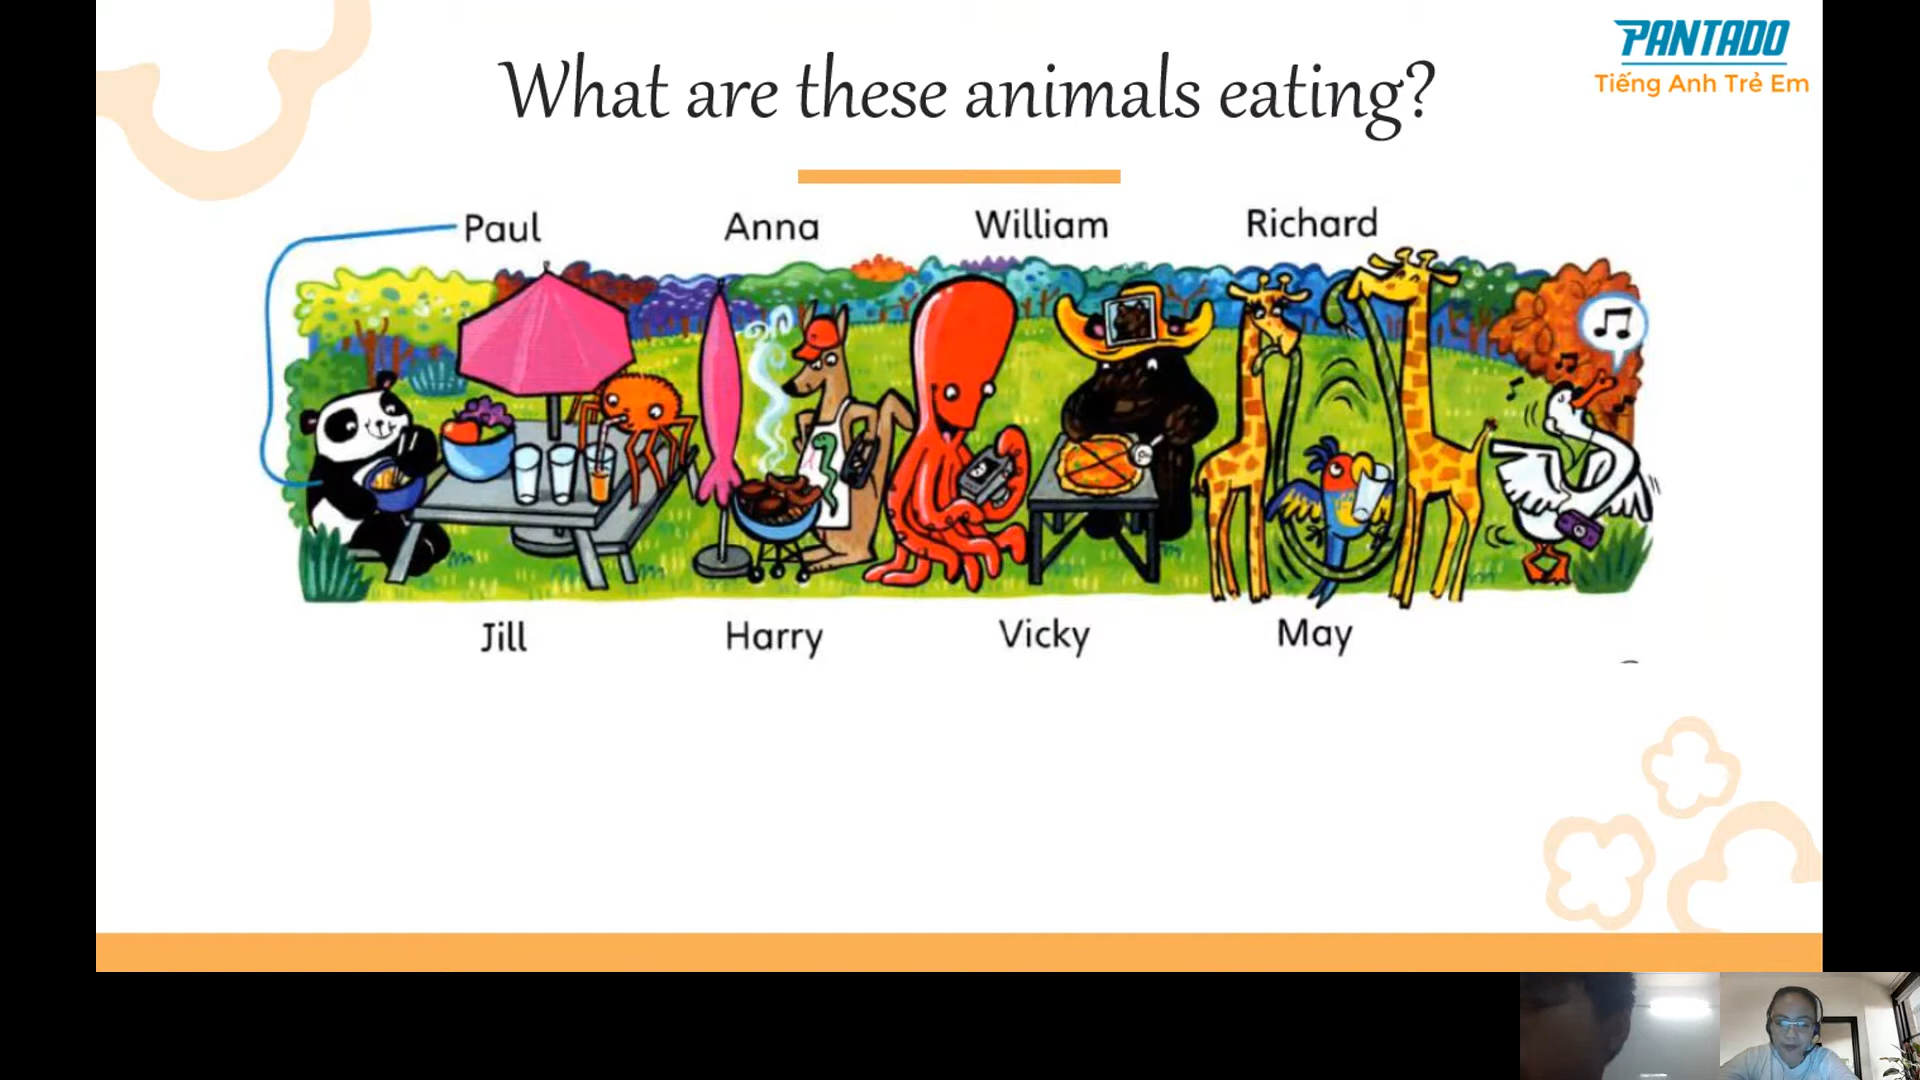 PANTADO
Tiếng Anh Trẻ Em
What are these animals eating?
Paul Anna William Richard
Jill Harry Vicky May